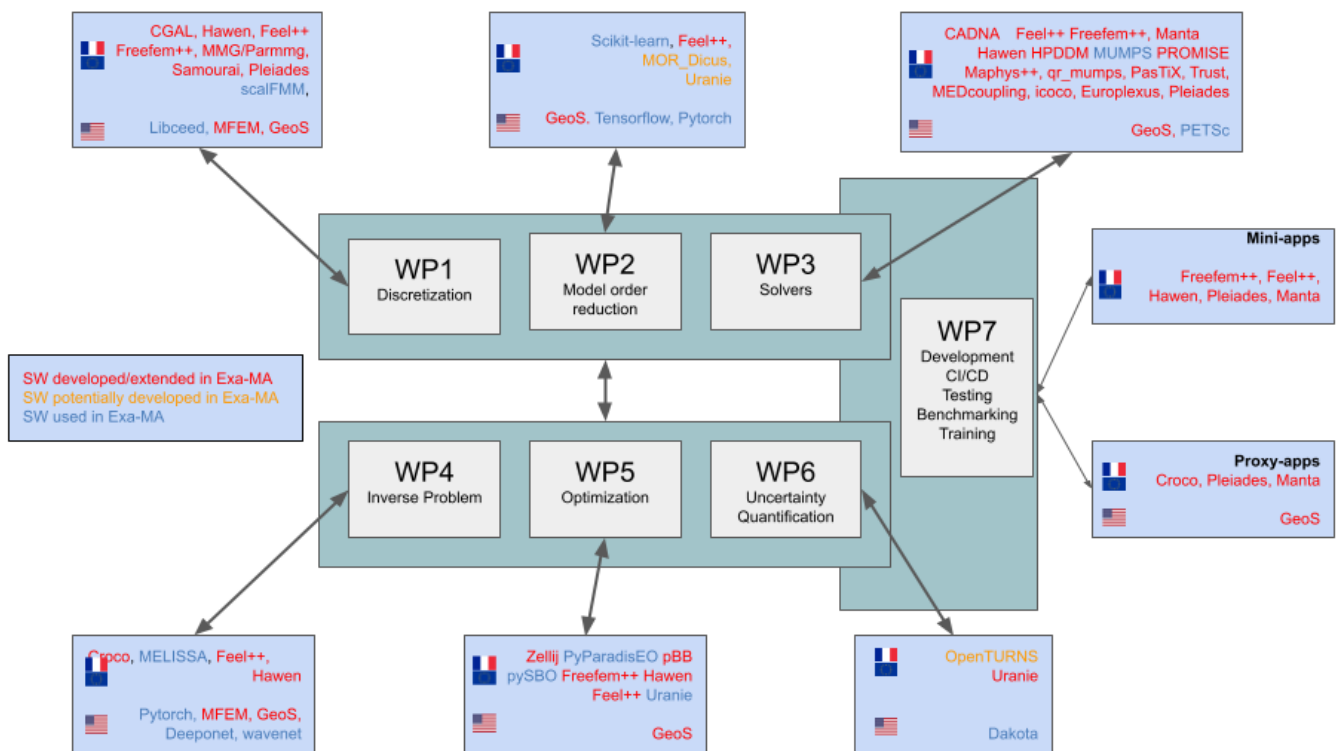 CGAL, Hawen, Feel++
Freefem++, MMG/Parmmg,
Samourai, Pleiades
scalFMM,
Libceed, MFEM, GeoS
Scikit-learn, Feel++,
MOR_Dicus,
Uranie
GeoS. Tensorflow, Pytorch
CADNA Feel++ Freefem++, Manta
Hawen HPDDM MUMPS PROMISE
Maphys++, qr_mumps, PasTiX, Trust,
MEDcoupling, icoco, Europlexus, Pleiades
GeoS, PETSc
WP1
Discretization
WP2
Model order
reduction
WP3
Solvers
Mini-apps
Freefem++, Feel++,
Hawen, Pleiades, Manta
WP7
Development
CI/CD
Testing
Benchmarking
Training
SW developed/extended in Exa-MA
SW potentially developed in Exa-MA
SW used in Exa-MA
WP4
Inverse Problem
WP5
Optimization
WP6
Uncertainty
Quantification
Proxy-apps
Croco, Pleiades, Manta
GeoS
Croco, MELISSA, Feel++,
Hawen
Pytorch, MFEM, GeoS,
Deeponet, wavenet
Zellij PyParadisEO pBB
pySBO Freefem++ Hawen
Feel++ Uranie
GeoS
OpenTURNS
Uranie
Dakota